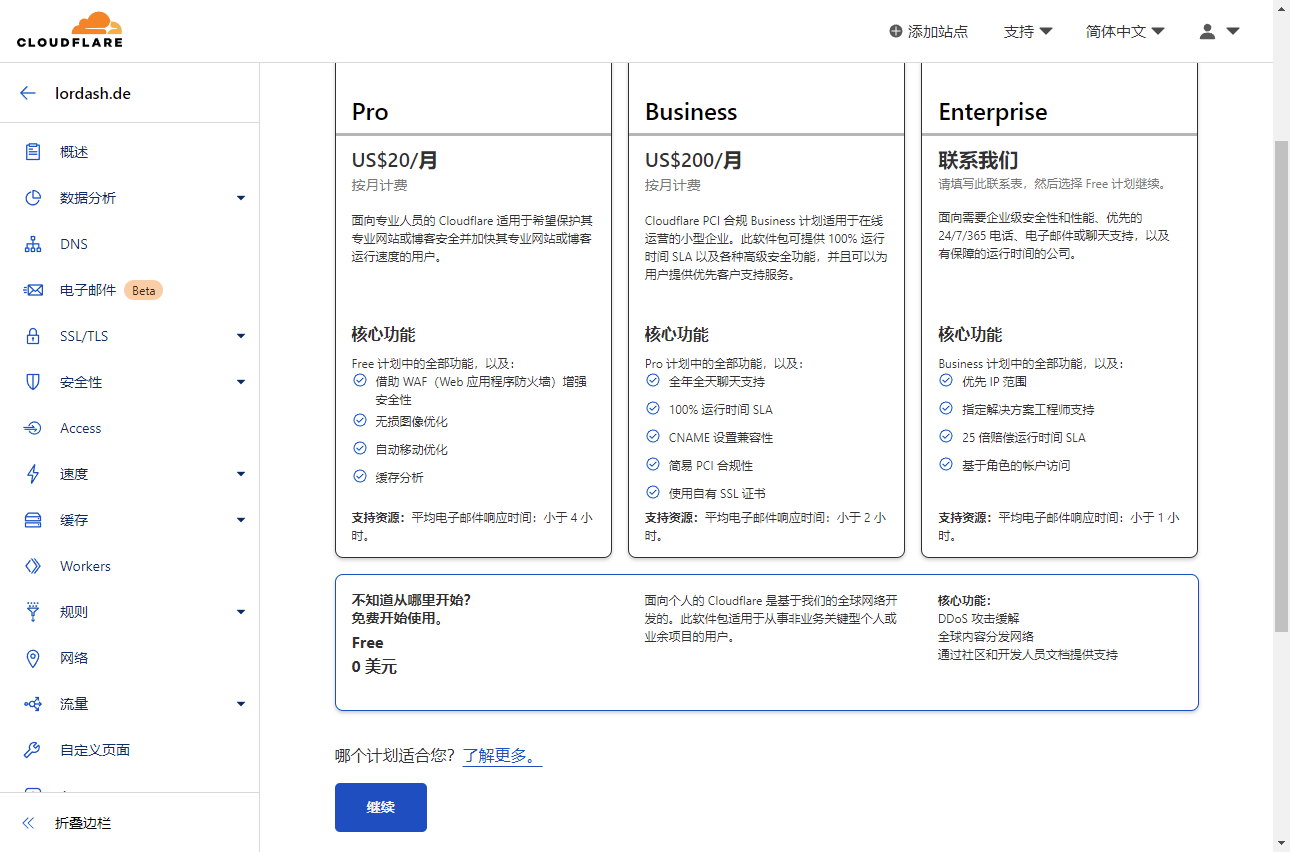 CLOUDFLARE
添加站点
支持
简体中文
lordash.de
概述
数据分析
DNS
电子邮件 Beta
SSL/TLS
安全性
Access
速度
缓存
Workers
规则
网络
流量
自定义页面
折叠边栏
Pro
US$20/月
按月计费
面向专业人员的 Cloudflare 适用于希望保护其
专业网站或博客安全并加快其专业网站或博客
运行速度的用户。
核心功能
Free 计划中的全部功能，以及：
借助 WAF（Web 应用程序防火墙）增强
安全性
无损图像优化
自动移动优化
缓存分析
支持资源：平均电子邮件响应时间：小于 4 小
时。
Business
US$200/月
按月计费
Cloudflare PCI 合规 Business 计划适用于在线
运营的小型企业。此软件包可提供 100% 运行
时间 SLA 以及各种高级安全功能，并且可以为
用户提供优先客户支持服务。
核心功能
Pro 计划中的全部功能，以及：
全年全天聊天支持
100% 运行时间 SLA
CNAME 设置兼容性
简易 PCI 合规性
使用自有 SSL 证书
支持资源：平均电子邮件响应时间：小于 2 小
时。
Enterprise
联系我们
请填写此联系表，然后选择 Free 计划继续。
面向需要企业级安全性和性能、优先的
24/7/365 电话、电子邮件或聊天支持，以及
有保障的运行时间的公司。
核心功能
Business 计划中的全部功能，以及：
优先 IP 范围
指定解决方案工程师支持
25 倍赔偿运行时间 SLA
基于角色的帐户访问
支持资源：平均电子邮件响应时间：小于 1 小
时。
不知道从哪里开始？
免费开始使用。
Free
0 美元
面向个人的 Cloudflare 是基于我们的全球网络开
发的。此软件包适用于从事非业务关键型个人或
业余项目的用户。
核心功能：
DDoS 攻击缓解
全球内容分发网络
通过社区和开发人员文档提供支持
哪个计划适合您？了解更多。
继续